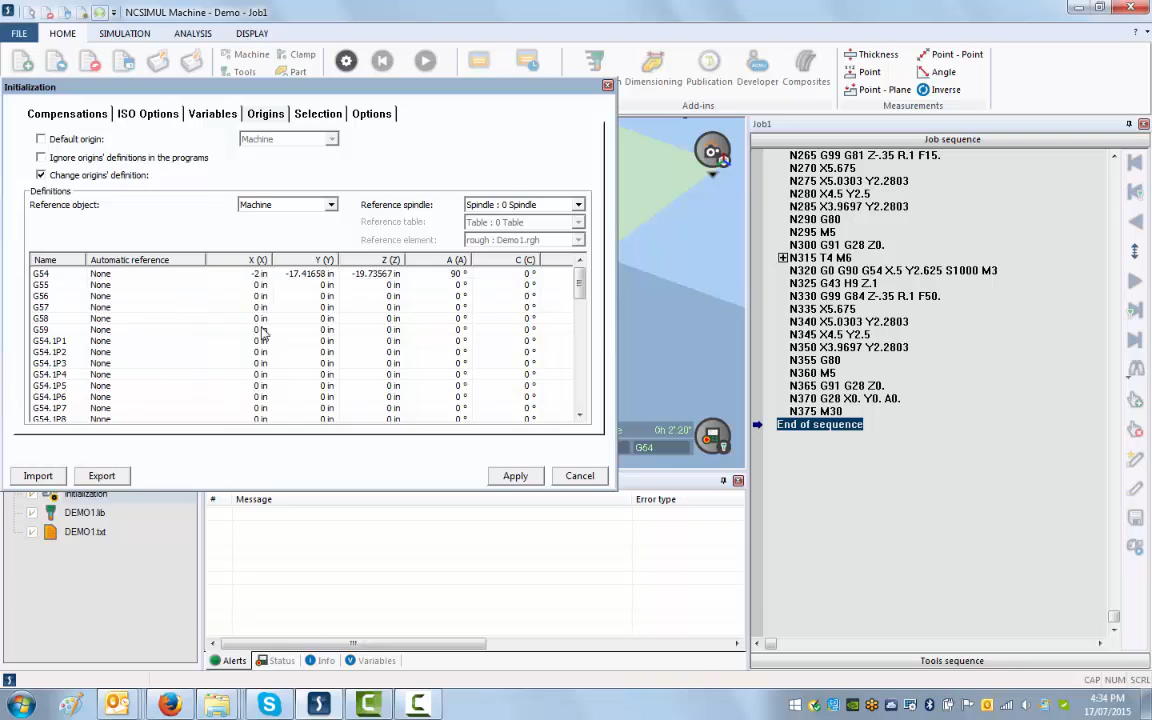 NCSIMUL Machine - Demo - Job1
FILE
HOME
SIMULATION
ANALYSIS
DISPLAY
Machine
Clamp
Tools
Part
Dimensioning
Publication
Developer
Composites
Add-ins
Thickness
Point - Point
Point
Angle
Point - Plane
Inverse
Measurements
Initialization
Compensations
ISO Options
Variables
Origins
Selection
Options
Default origin:
Machine
Ignore origins' definitions in the programs
Change origins' definition:
Definitions
Reference object:
Machine
Reference spindle:
Spindle : 0 Spindle
Reference table:
Table : 0 Table
Reference element:
rough : Demo1.rgh
Name Automatic reference X (X) Y (Y) Z (Z) A (A) C (C)
G54 None -2 in -17.41658 in -19.73567 in 90 ° 0 °
G55 None 0 in 0 in 0 in 0 ° 0 °
G56 None 0 in 0 in 0 in 0 ° 0 °
G57 None 0 in 0 in 0 in 0 ° 0 °
G58 None 0 in 0 in 0 in 0 ° 0 °
G59 None 0 in 0 in 0 in 0 ° 0 °
G54.1P1 None 0 in 0 in 0 in 0 ° 0 °
G54.1P2 None 0 in 0 in 0 in 0 ° 0 °
G54.1P3 None 0 in 0 in 0 in 0 ° 0 °
G54.1P4 None 0 in 0 in 0 in 0 ° 0 °
G54.1P5 None 0 in 0 in 0 in 0 ° 0 °
G54.1P6 None 0 in 0 in 0 in 0 ° 0 °
G54.1P7 None 0 in 0 in 0 in 0 ° 0 °
G54.1P8 None 0 in 0 in 0 in 0 ° 0 °
Import
Export
Apply
Cancel
0h 2' 20"
G54
Initialization
DEMO1.lib
DEMO1.txt
# Message Error type
Alerts
Status
Info
Variables
Job1
Job sequence
N265 G99 G81 Z-.35 R.1 F15.
N270 X5.675
N275 X5.0303 Y2.2803
N280 X4.5 Y2.5
N285 X3.9697 Y2.2803
N290 G80
N295 M5
N300 G91 G28 Z0.
N315 T4 M6
N320 G0 G90 G54 X.5 Y2.625 S1000 M3
N325 G43 H9 Z.1
N330 G99 G84 Z-.35 R.1 F50.
N335 X5.675
N340 X5.0303 Y2.2803
N345 X4.5 Y2.5
N350 X3.9697 Y2.2803
N355 G80
N360 M5
N365 G91 G28 Z0.
N370 G28 X0. Y0. A0.
N375 M30
End of sequence
Tools sequence
CAP NUM SCRL
4:34 PM
17/07/2015